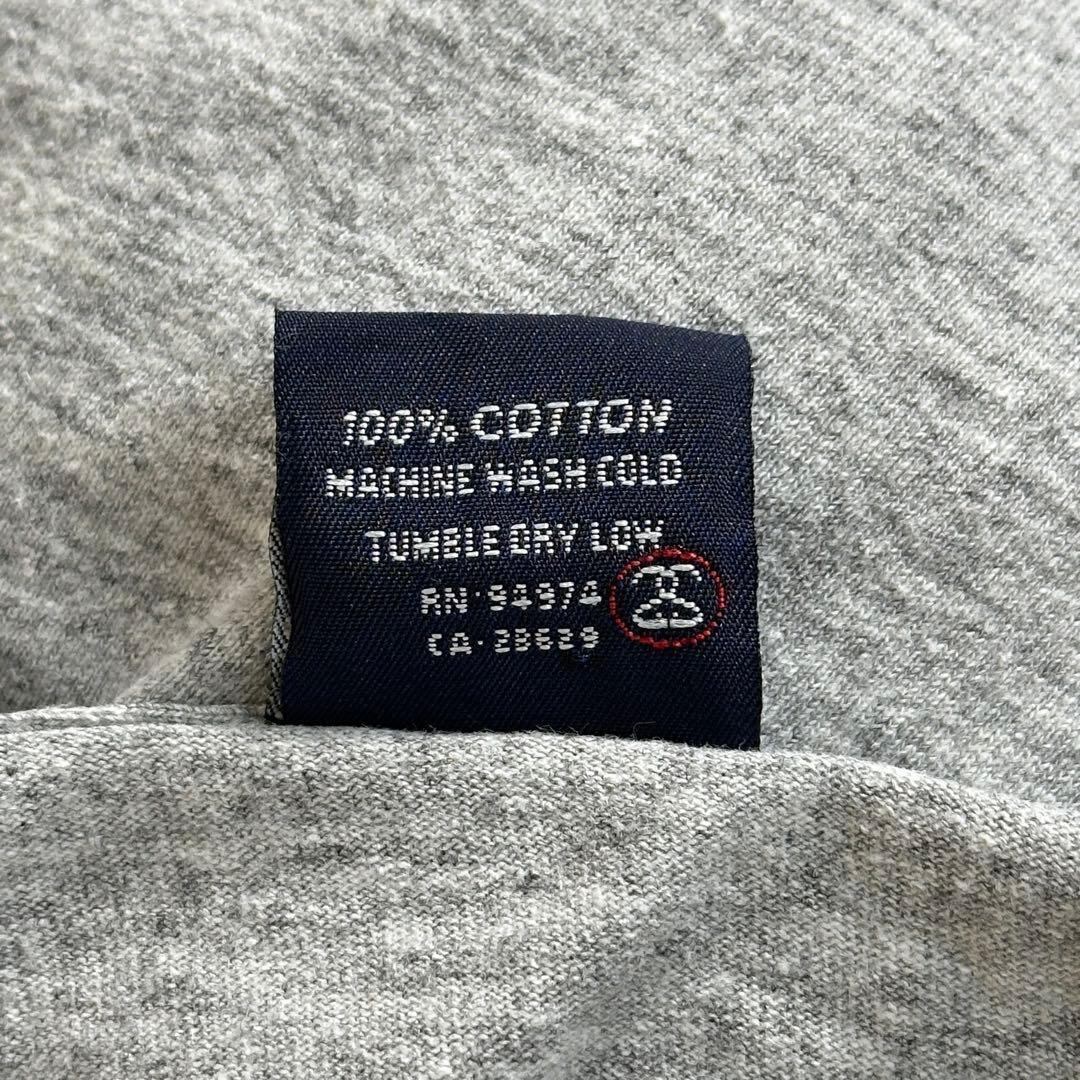 100% COTTON
MACHINE WASH COLD
TUMBLE DRY LOW
RN·94974
CA·28629